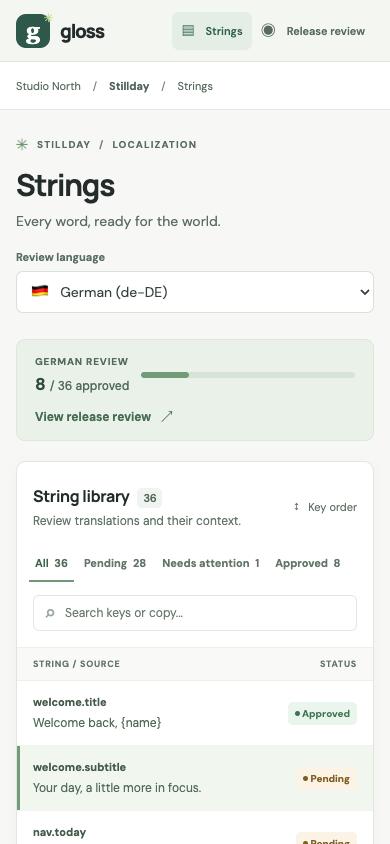 g gloss
Strings
Release review
Studio North / Stillday / Strings
STILLDAY / LOCALIZATION
Strings
Every word, ready for the world.
Review language
German (de-DE)
GERMAN REVIEW
8 / 36 approved
View release review ↗
String library 36
Review translations and their context.
↕ Key order
All 36 Pending 28 Needs attention 1 Approved 8
Search keys or copy…
STRING / SOURCE STATUS
welcome.title
Welcome back, {name}
Approved
welcome.subtitle
Your day, a little more in focus.
Pending
nav.today
Pending